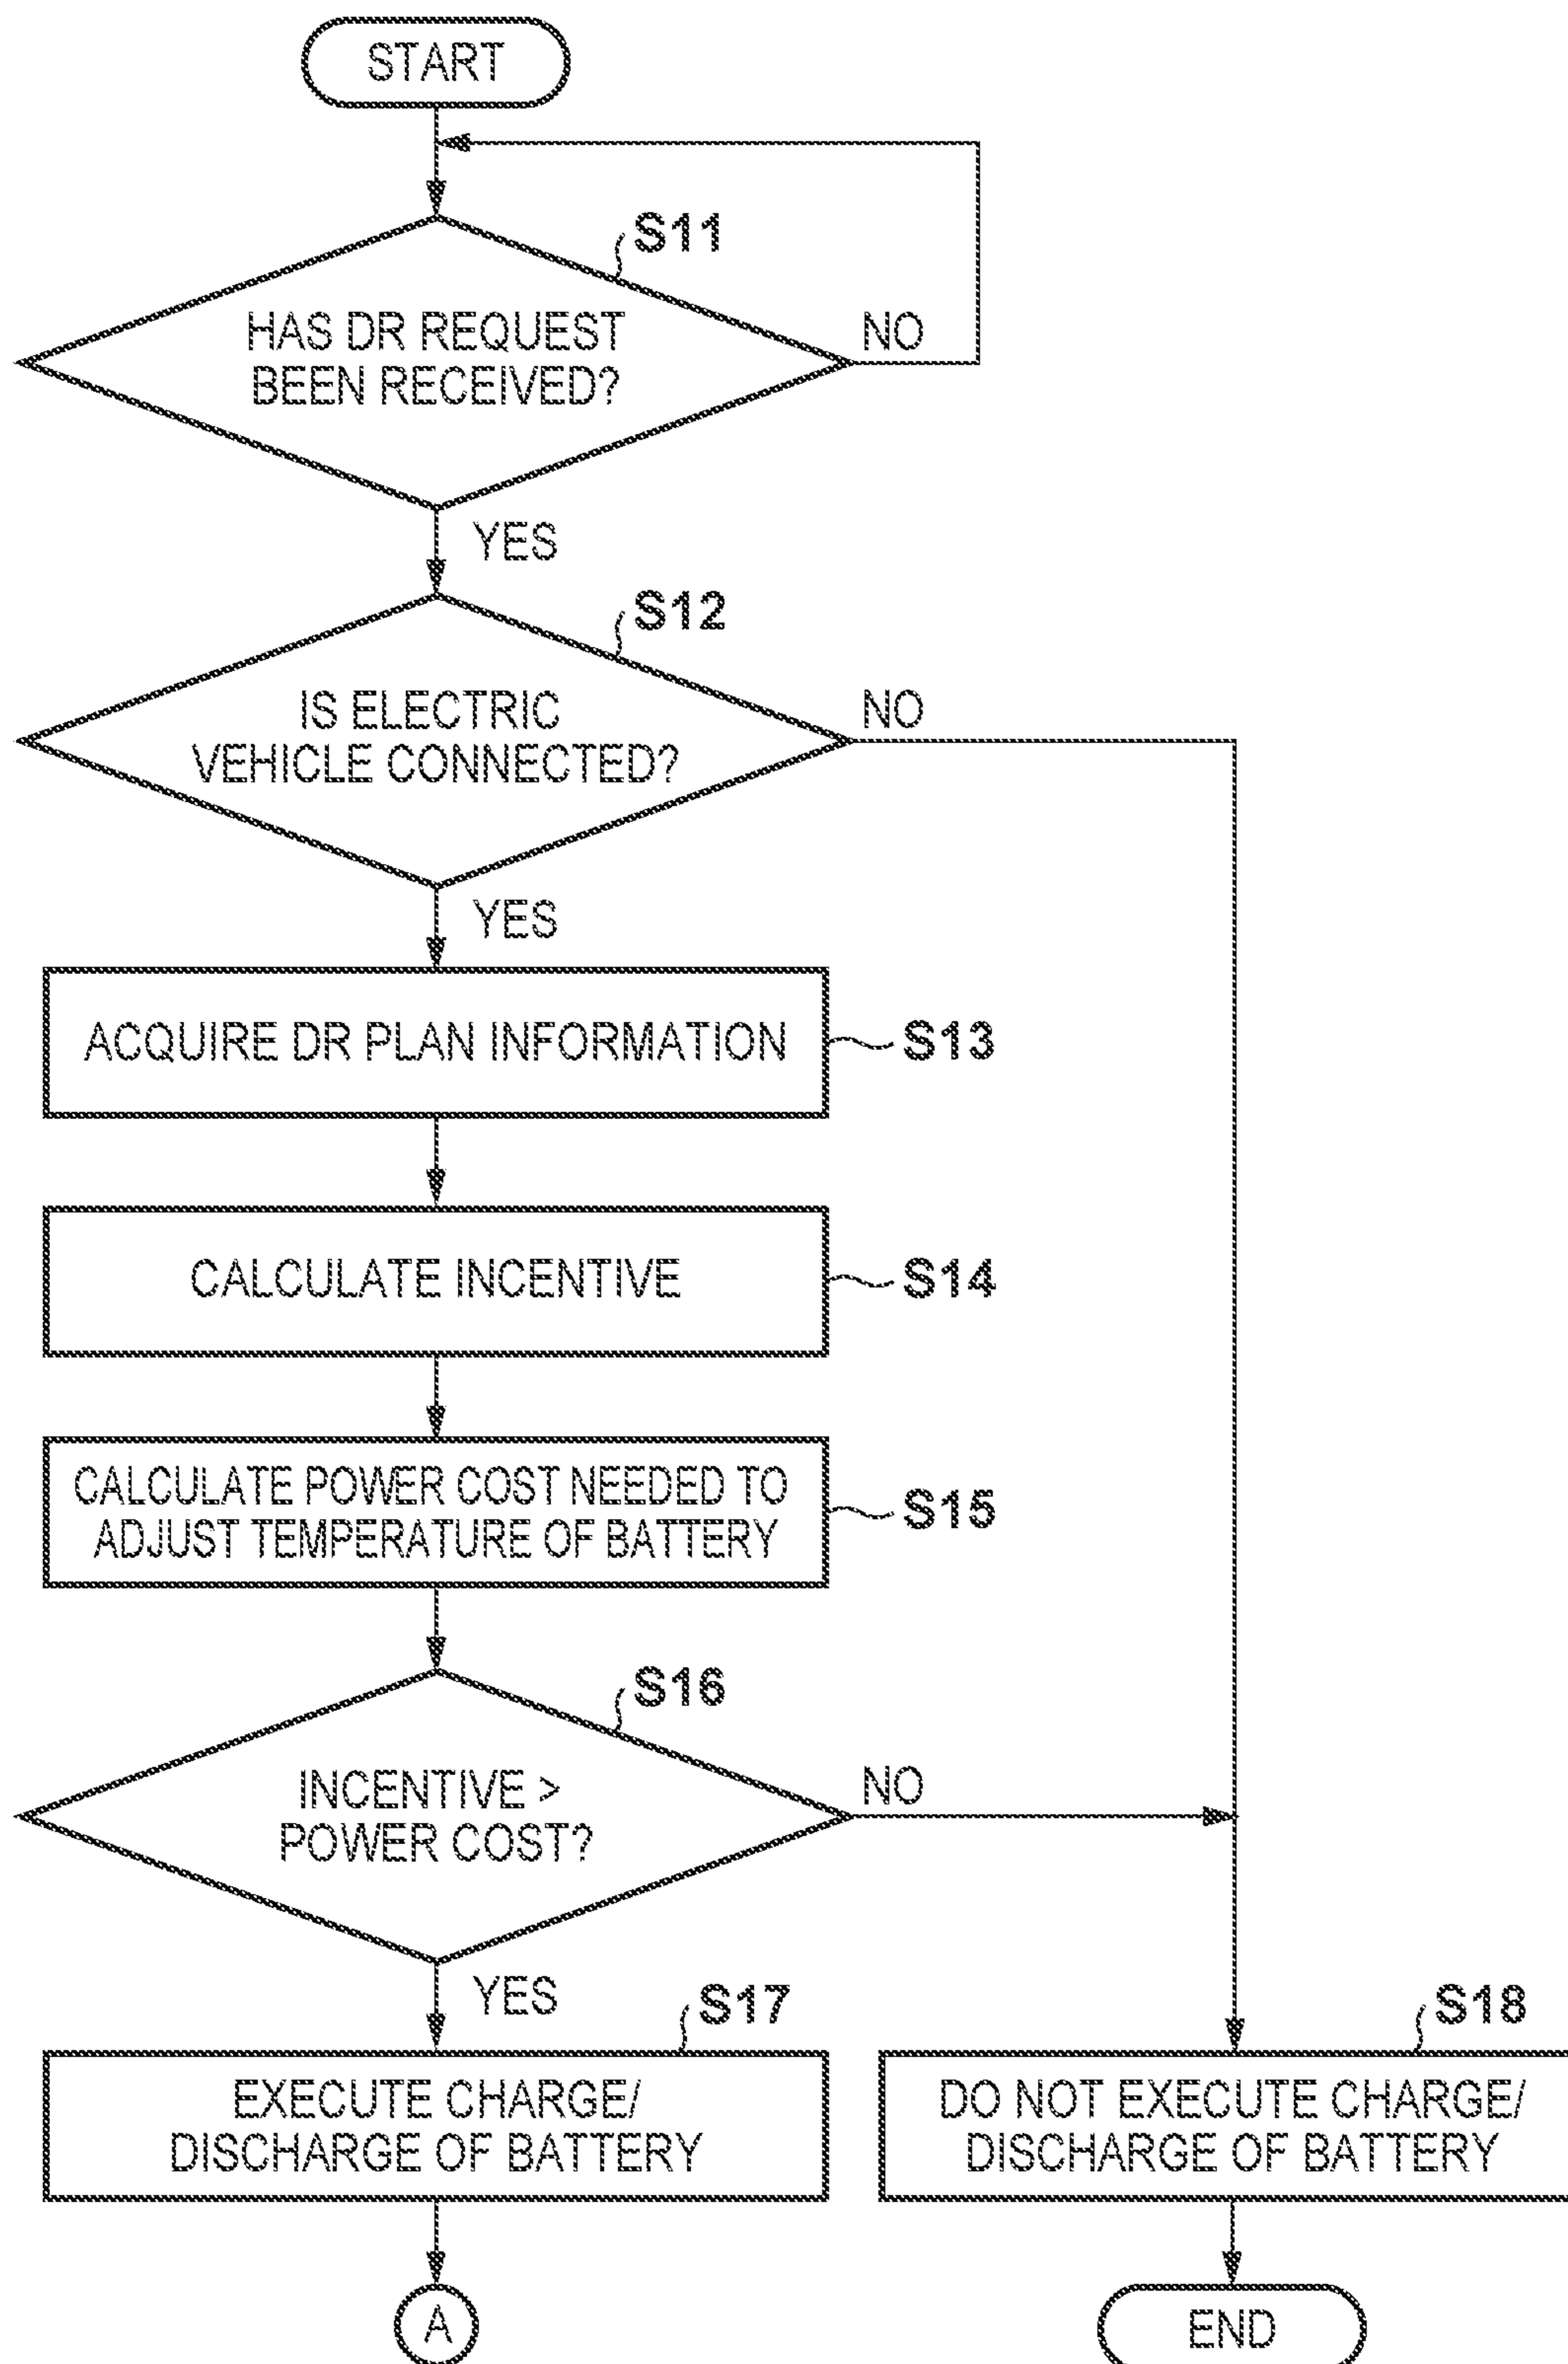 START
S11
HAS DR REQUEST
BEEN RECEIVED?
NO
YES
S12
IS ELECTRIC
VEHICLE CONNECTED?
NO
YES
ACQUIRE DR PLAN INFORMATION
S13
CALCULATE INCENTIVE
S14
CALCULATE POWER COST NEEDED TO
ADJUST TEMPERATURE OF BATTERY
S15
S16
INCENTIVE >
POWER COST?
NO
YES
S17
EXECUTE CHARGE/
DISCHARGE OF BATTERY
S18
DO NOT EXECUTE CHARGE/
DISCHARGE OF BATTERY
A
END